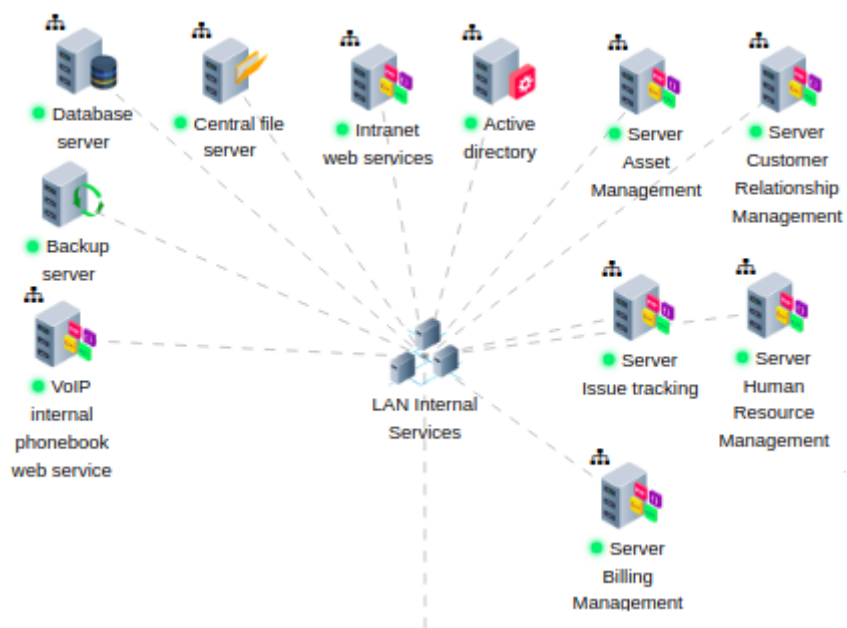 Database
server
Central file
server
Intranet
web services
Active
directory
Server
Asset
Management
Server
Customer
Relationship
Management
Backup
server
VoIP
internal
phonebook
web service
LAN Internal
Services
Server
Issue tracking
Server
Human
Resource
Management
Server
Billing
Management